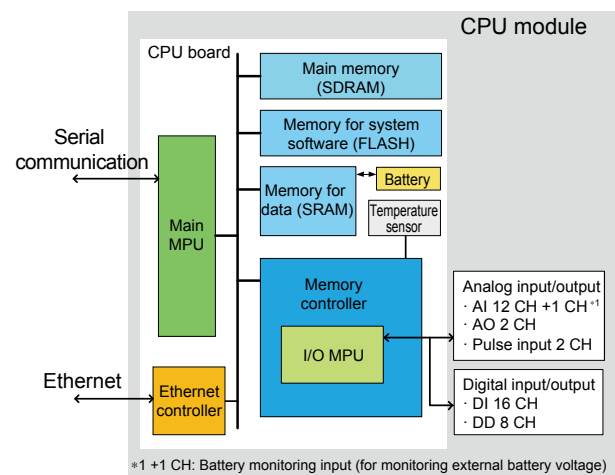 CPU module
CPU board
Main memory
(SDRAM)
Memory for system
software (FLASH)
Serial
communication
Memory for
data (SRAM)
Battery
Temperature
sensor
Main
MPU
Memory
controller
I/O MPU
Analog input/output
· AI 12 CH +1 CH*1
· AO 2 CH
· Pulse input 2 CH
Ethernet
Ethernet
controller
Digital input/output
· DI 16 CH
· DD 8 CH
*1 +1 CH: Battery monitoring input (for monitoring external battery voltage)